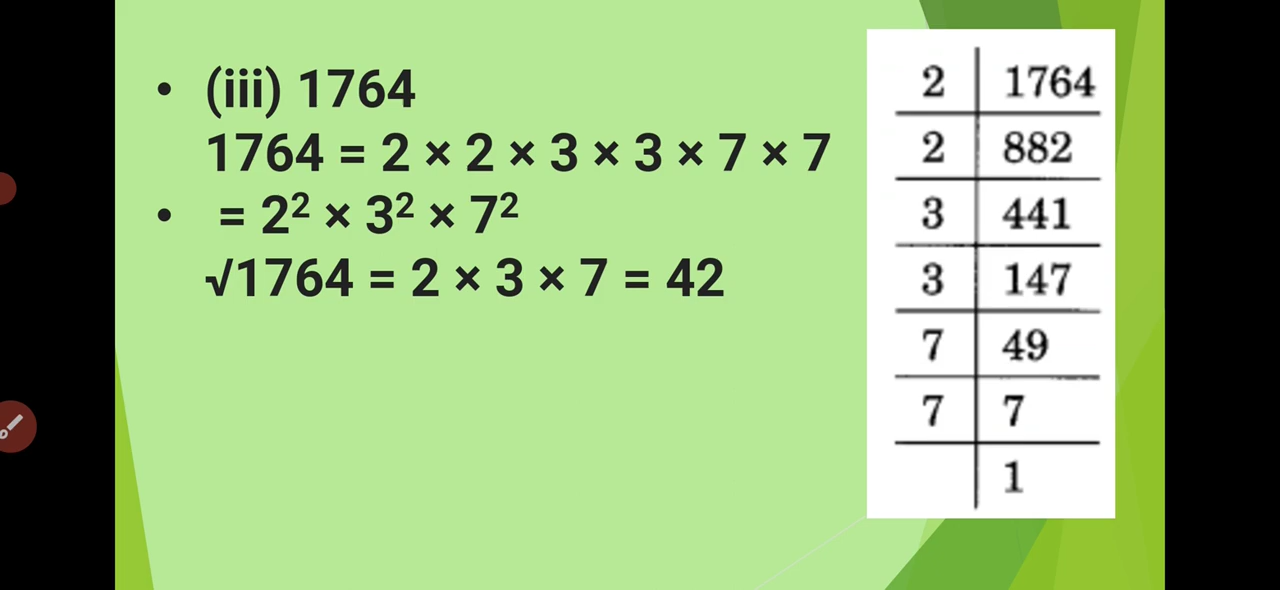 • (iii) 1764
1764 = 2 × 2 × 3 × 3 × 7 × 7
• = 2² × 3² × 7²
√1764 = 2 × 3 × 7 = 42
2 1764
2 882
3 441
3 147
7 49
7 7
1